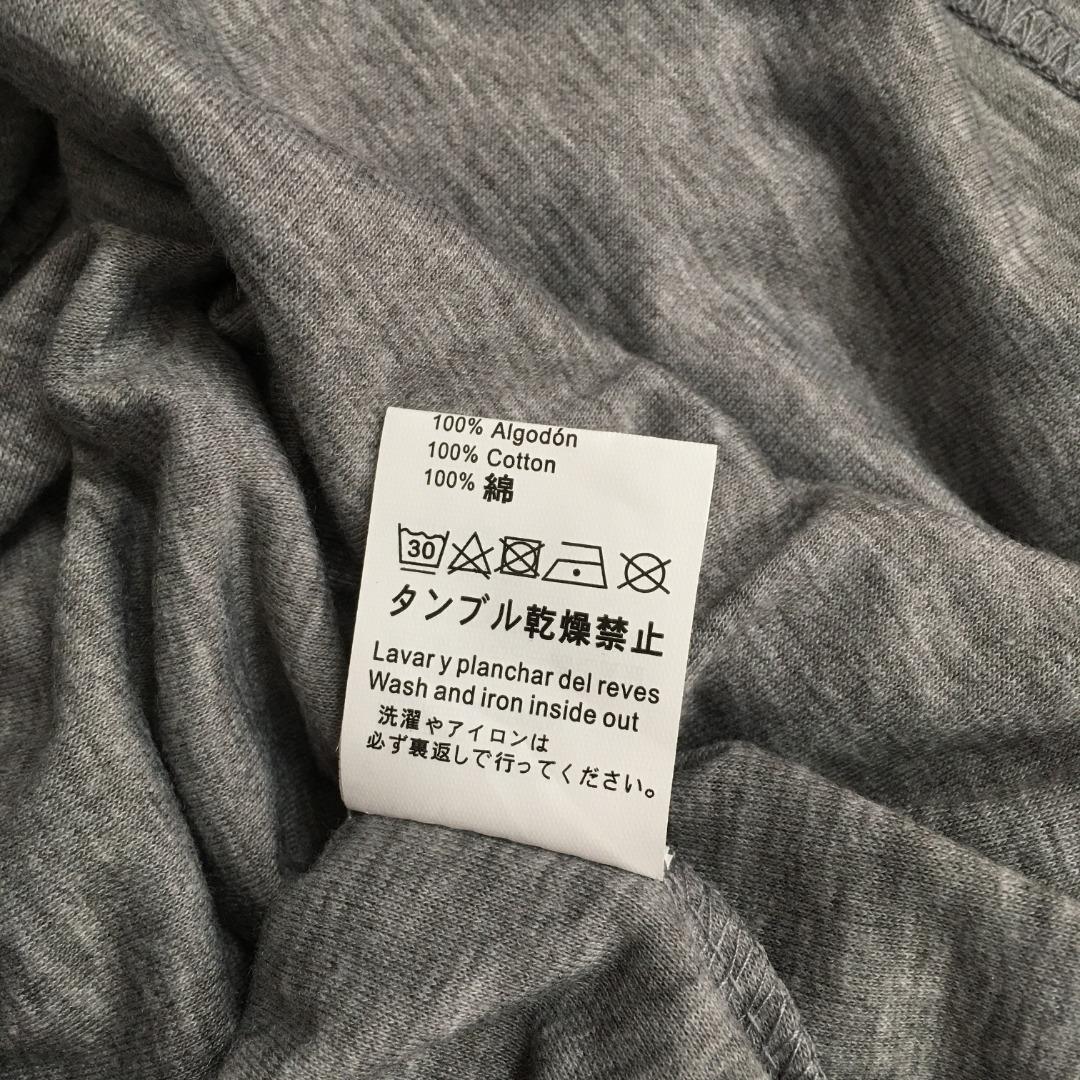 100% Algodón
100% Cotton
100% 綿
30
タンブル乾燥禁止
Lavar y planchar del reves
Wash and iron inside out
洗濯やアイロンは
必ず裏返しで行ってください。